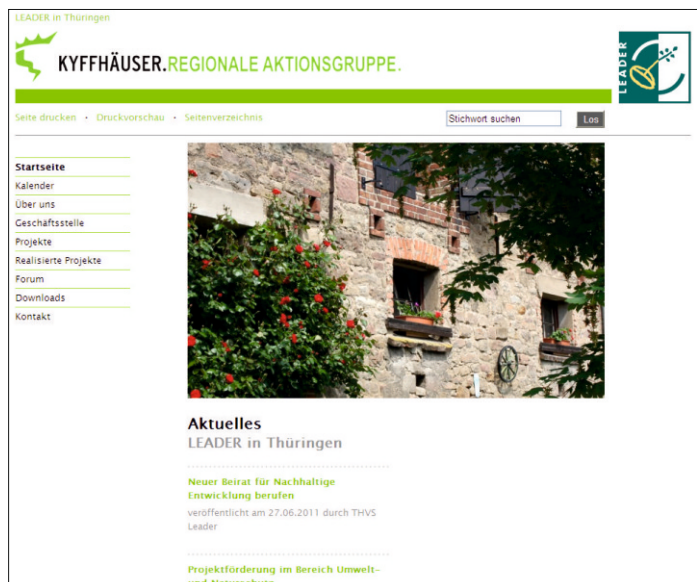 LEADER in Thüringen
KYFFHÄUSER.REGIONALE AKTIONSGRUPPE.
LEADER
Seite drucken · Druckvorschau · Seitenverzeichnis
Stichwort suchen
Los
Startseite
Kalender
Über uns
Geschäftsstelle
Projekte
Realisierte Projekte
Forum
Downloads
Kontakt
Aktuelles
LEADER in Thüringen
Neuer Beirat für Nachhaltige
Entwicklung berufen
veröffentlicht am 27.06.2011 durch THVS
Leader
Projektförderung im Bereich Umwelt-